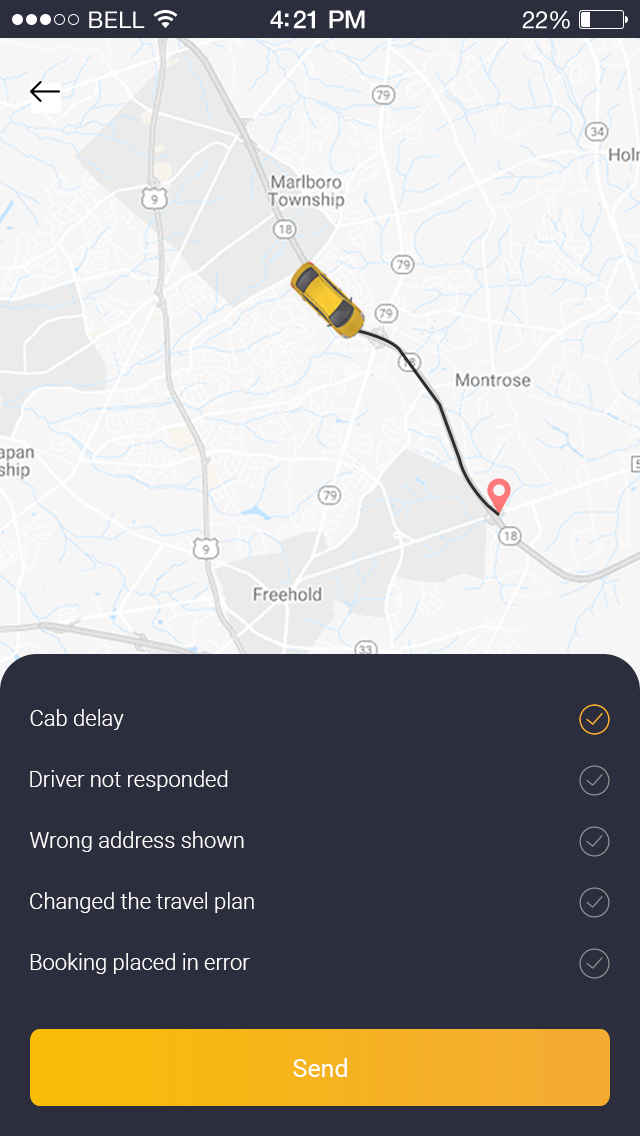 BELL 4:21 PM 22%
79
34
Holm
9
Marlboro
Township
18
79
79
18
Montrose
apan
ship
S
79
18
9
Freehold
33
Cab delay
Driver not responded
Wrong address shown
Changed the travel plan
Booking placed in error
Send